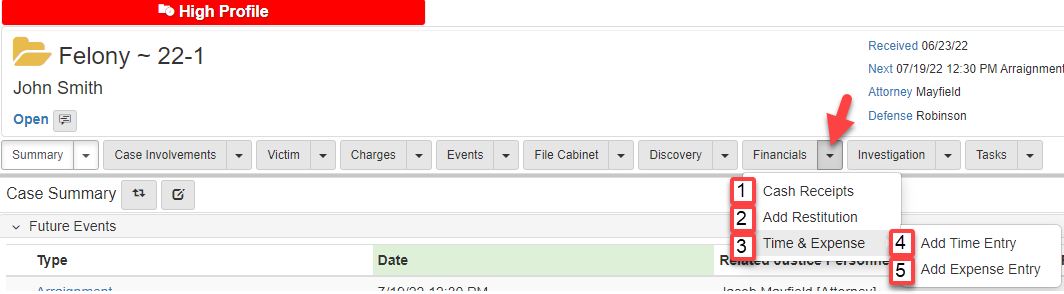 High Profile
Felony ~ 22-1
John Smith
Open
Received 06/23/22
Next 07/19/22 12:30 PM Arraignment
Attorney Mayfield
Defense Robinson
Summary Case Involvements Victim Charges Events File Cabinet Discovery Financials Investigation Tasks
Case Summary
1 Cash Receipts
2 Add Restitution
3 Time & Expense
4 Add Time Entry
5 Add Expense Entry
Future Events
Type Date Related Justice Personnel
Arraignment 7/19/22 12:30 PM Jacob Mayfield [Attorney]